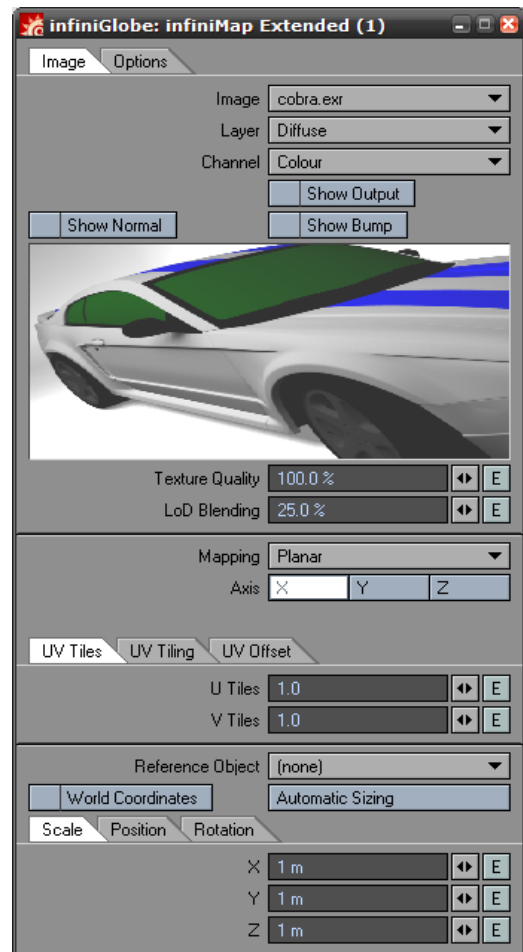 infiniGlobe: infiniMap Extended (1)
Image Options
Image cobra.exr
Layer Diffuse
Channel Colour
Show Output
Show Normal Show Bump
Texture Quality 100.0 % E
LoD Blending 25.0 % E
Mapping Planar
Axis X Y Z
UV Tiles UV Tiling UV Offset
U Tiles 1.0 E
V Tiles 1.0 E
Reference Object (none)
World Coordinates Automatic Sizing
Scale Position Rotation
X 1 m E
Y 1 m E
Z 1 m E